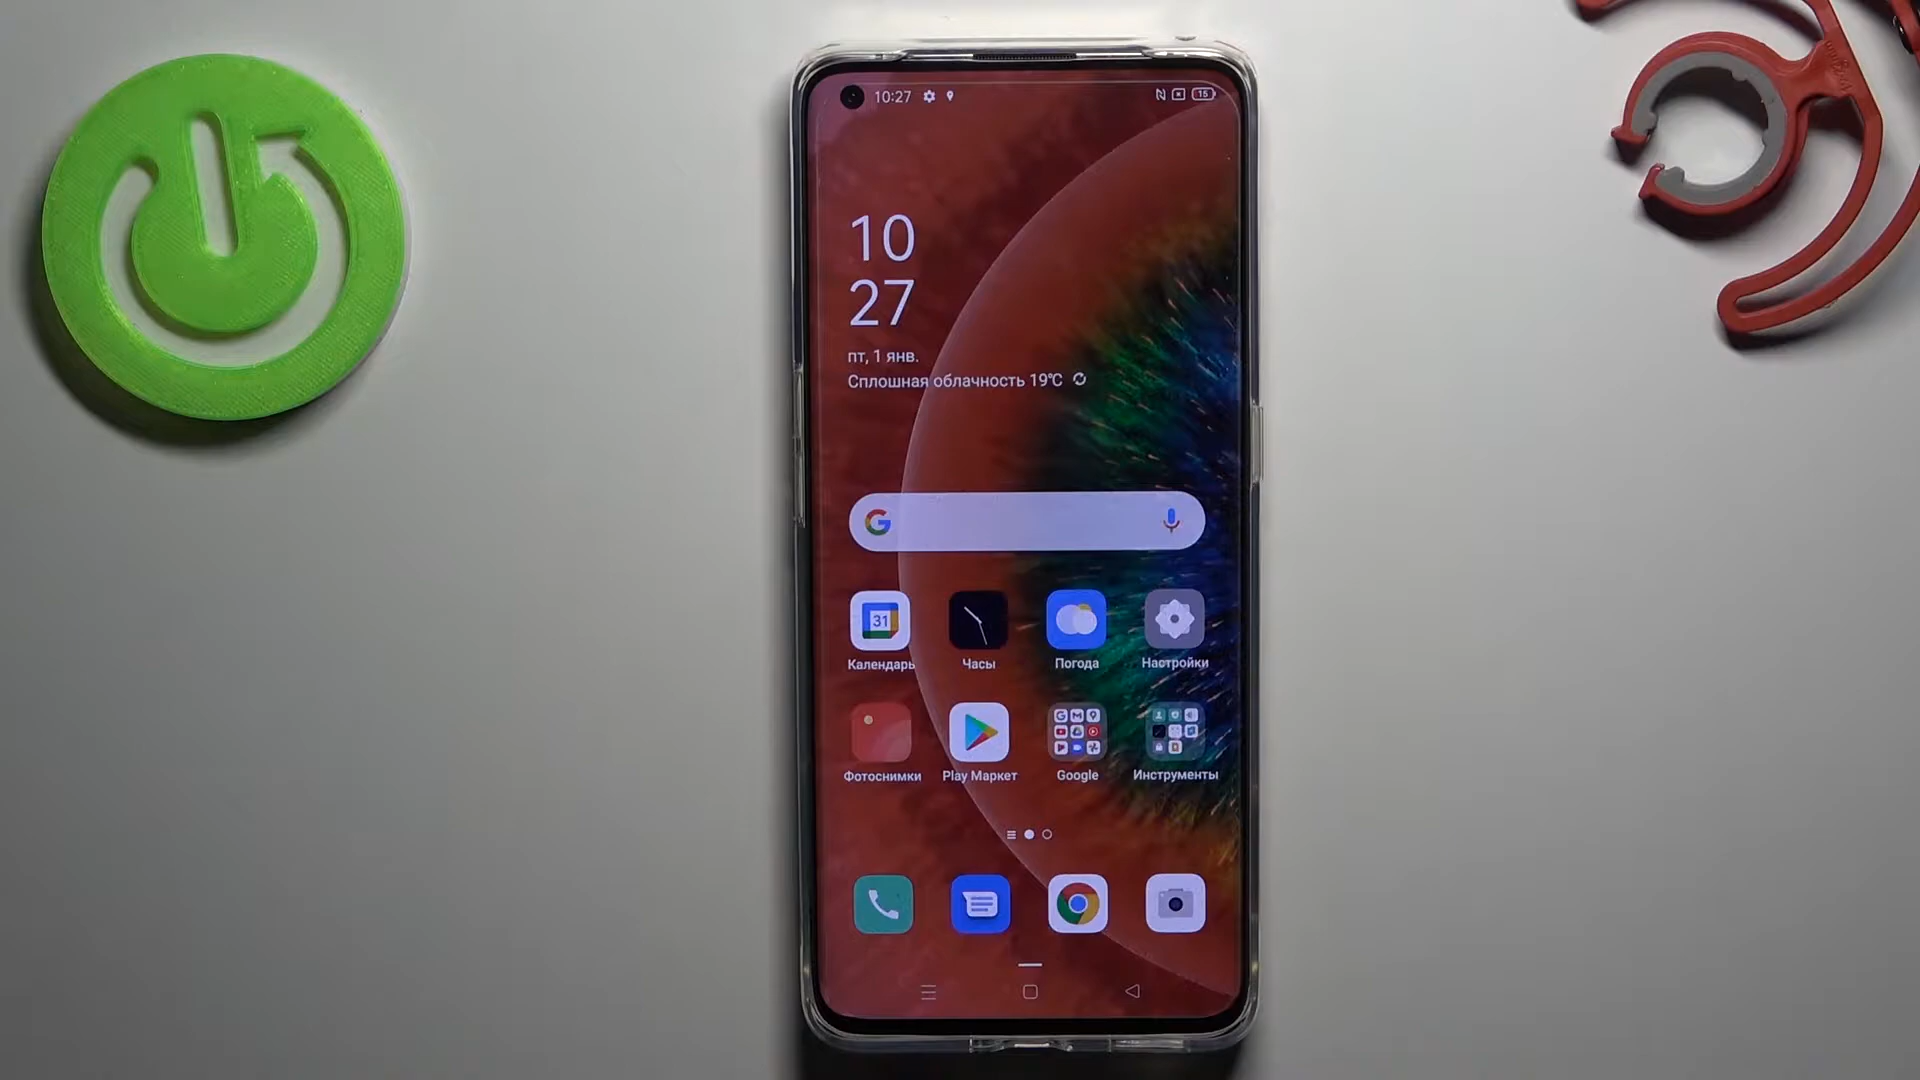 10:27
15
10
27
пт, 1 янв.
Сплошная облачность 19°C
31
Календарь Часы Погода Настройки
Фотоснимки Play Маркет Google Инструменты